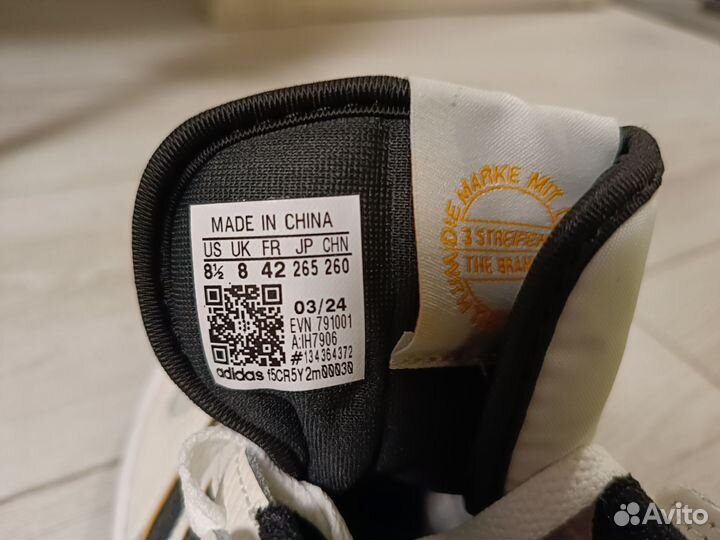 MADE IN CHINA
US UK FR JP CHN
8½ 8 42 265 260
03/24
EVN 791001
A:IH7906
#134364372
adidas f5CR5Y2m00030
DIE MARKE MIT
3 STREIFEN
THE BRAND
Avito